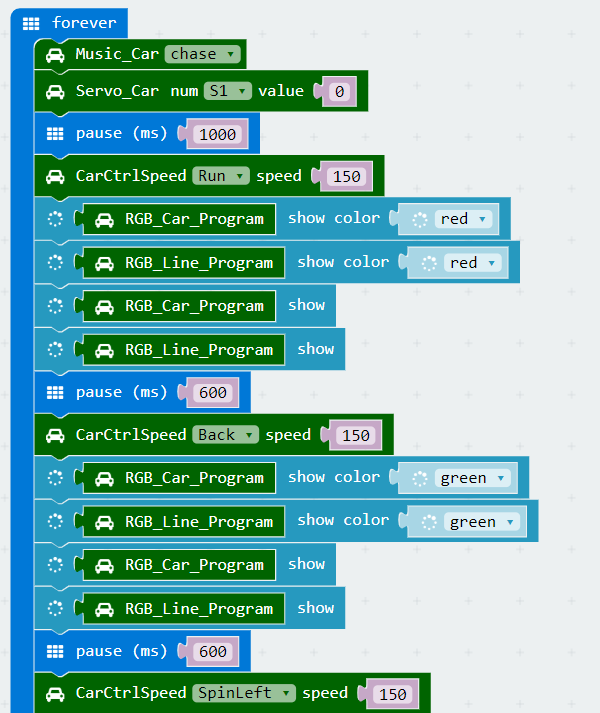 forever
Music_Car chase
Servo_Car num S1 value 0
pause (ms) 1000
CarCtrlSpeed Run speed 150
RGB_Car_Program show color red
RGB_Line_Program show color red
RGB_Car_Program show
RGB_Line_Program show
pause (ms) 600
CarCtrlSpeed Back speed 150
RGB_Car_Program show color green
RGB_Line_Program show color green
RGB_Car_Program show
RGB_Line_Program show
pause (ms) 600
CarCtrlSpeed SpinLeft speed 150